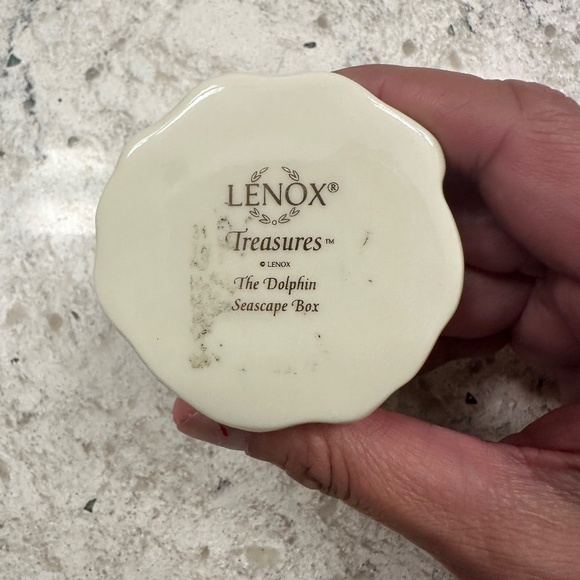 LENOX®
Treasures™
© LENOX
The Dolphin
Seascape Box